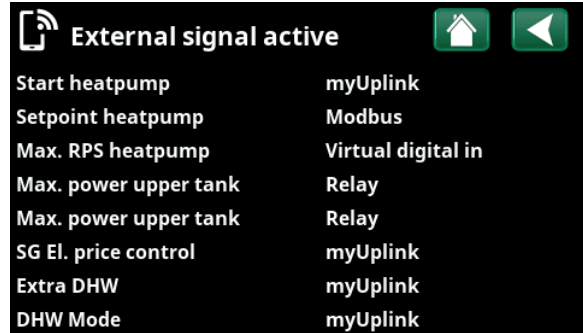 External signal active
Start heatpump myUplink
Setpoint heatpump Modbus
Max. RPS heatpump Virtual digital in
Max. power upper tank Relay
Max. power upper tank Relay
SG El. price control myUplink
Extra DHW myUplink
DHW Mode myUplink